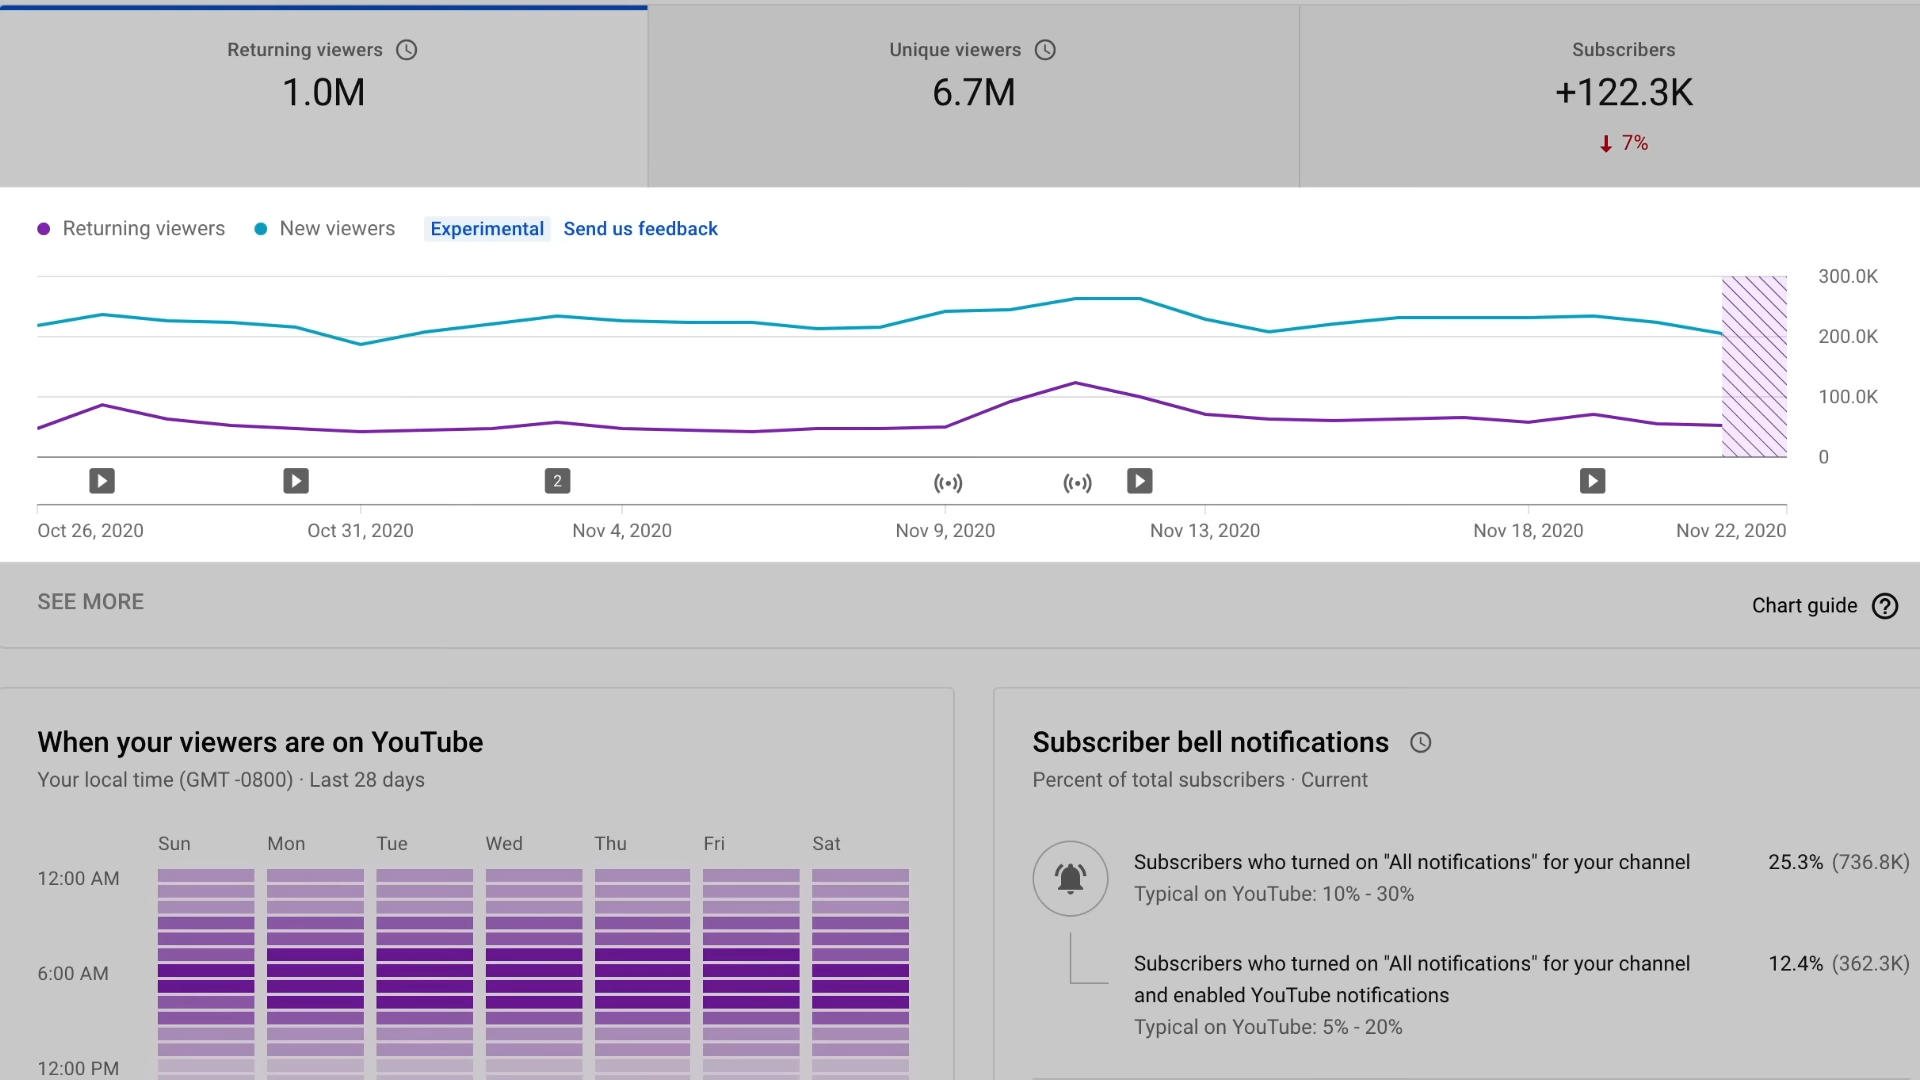 Returning viewers
1.0M
Unique viewers
6.7M
Subscribers
+122.3K
7%
Returning viewers New viewers Experimental Send us feedback
300.0K
200.0K
100.0K
0
2
Oct 26, 2020 Oct 31, 2020 Nov 4, 2020 Nov 9, 2020 Nov 13, 2020 Nov 18, 2020 Nov 22, 2020
SEE MORE
Chart guide ?
When your viewers are on YouTube
Your local time (GMT -0800) · Last 28 days
Sun Mon Tue Wed Thu Fri Sat
12:00 AM
6:00 AM
12:00 PM
Subscriber bell notifications
Percent of total subscribers · Current
Subscribers who turned on "All notifications" for your channel 25.3% (736.8K)
Typical on YouTube: 10% - 30%
Subscribers who turned on "All notifications" for your channel 12.4% (362.3K)
and enabled YouTube notifications
Typical on YouTube: 5% - 20%